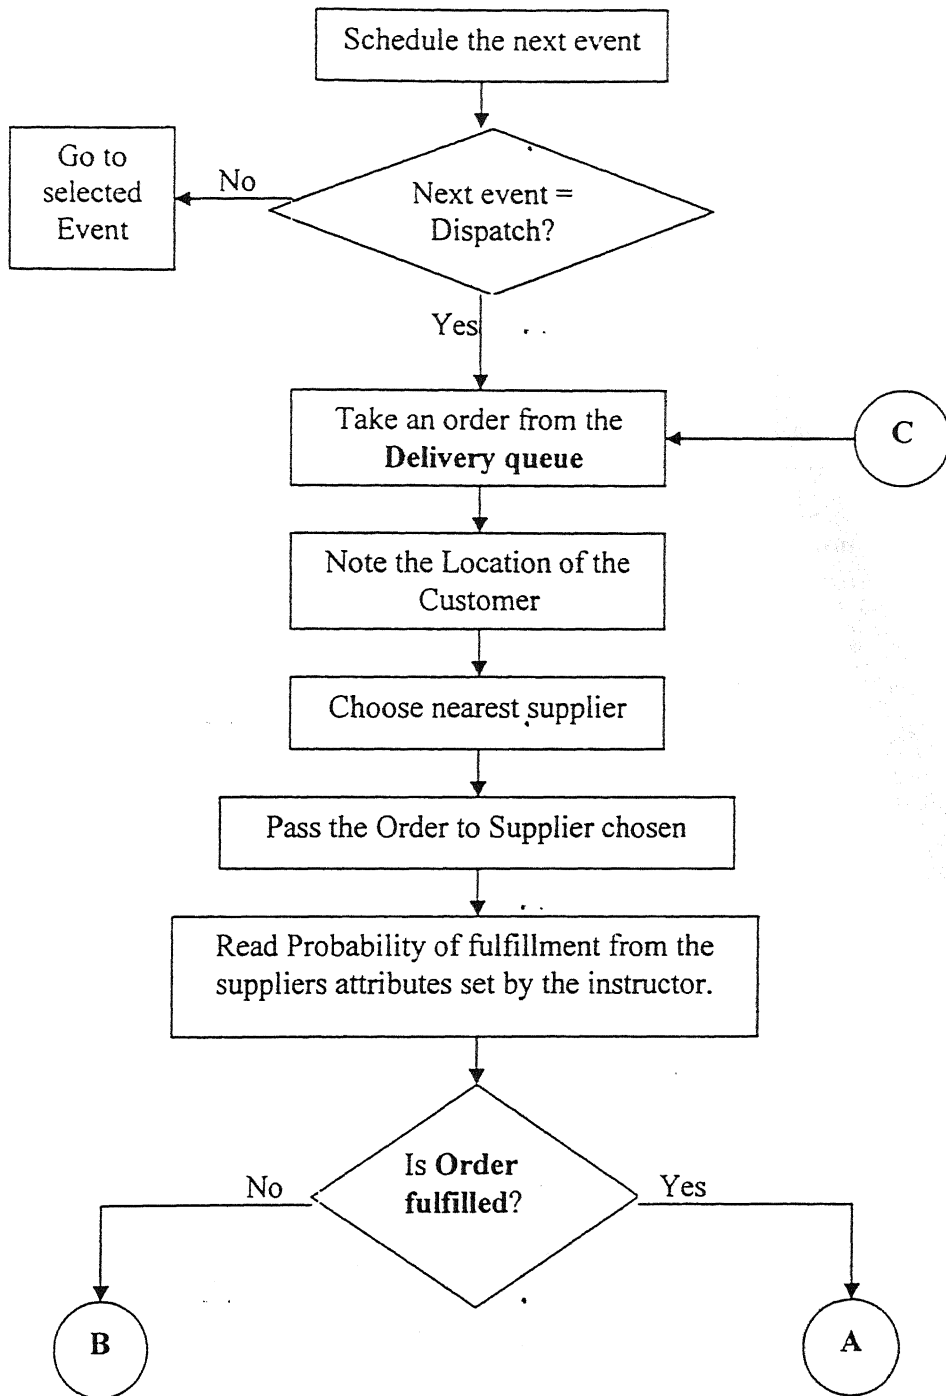 Schedule the next event
Go to
selected
Event
No
Next event =
Dispatch?
Yes
Take an order from the
Delivery queue
C
Note the Location of the
Customer
Choose nearest supplier
Pass the Order to Supplier chosen
Read Probability of fulfillment from the
suppliers attributes set by the instructor.
Is Order
fulfilled?
No
Yes
B
A